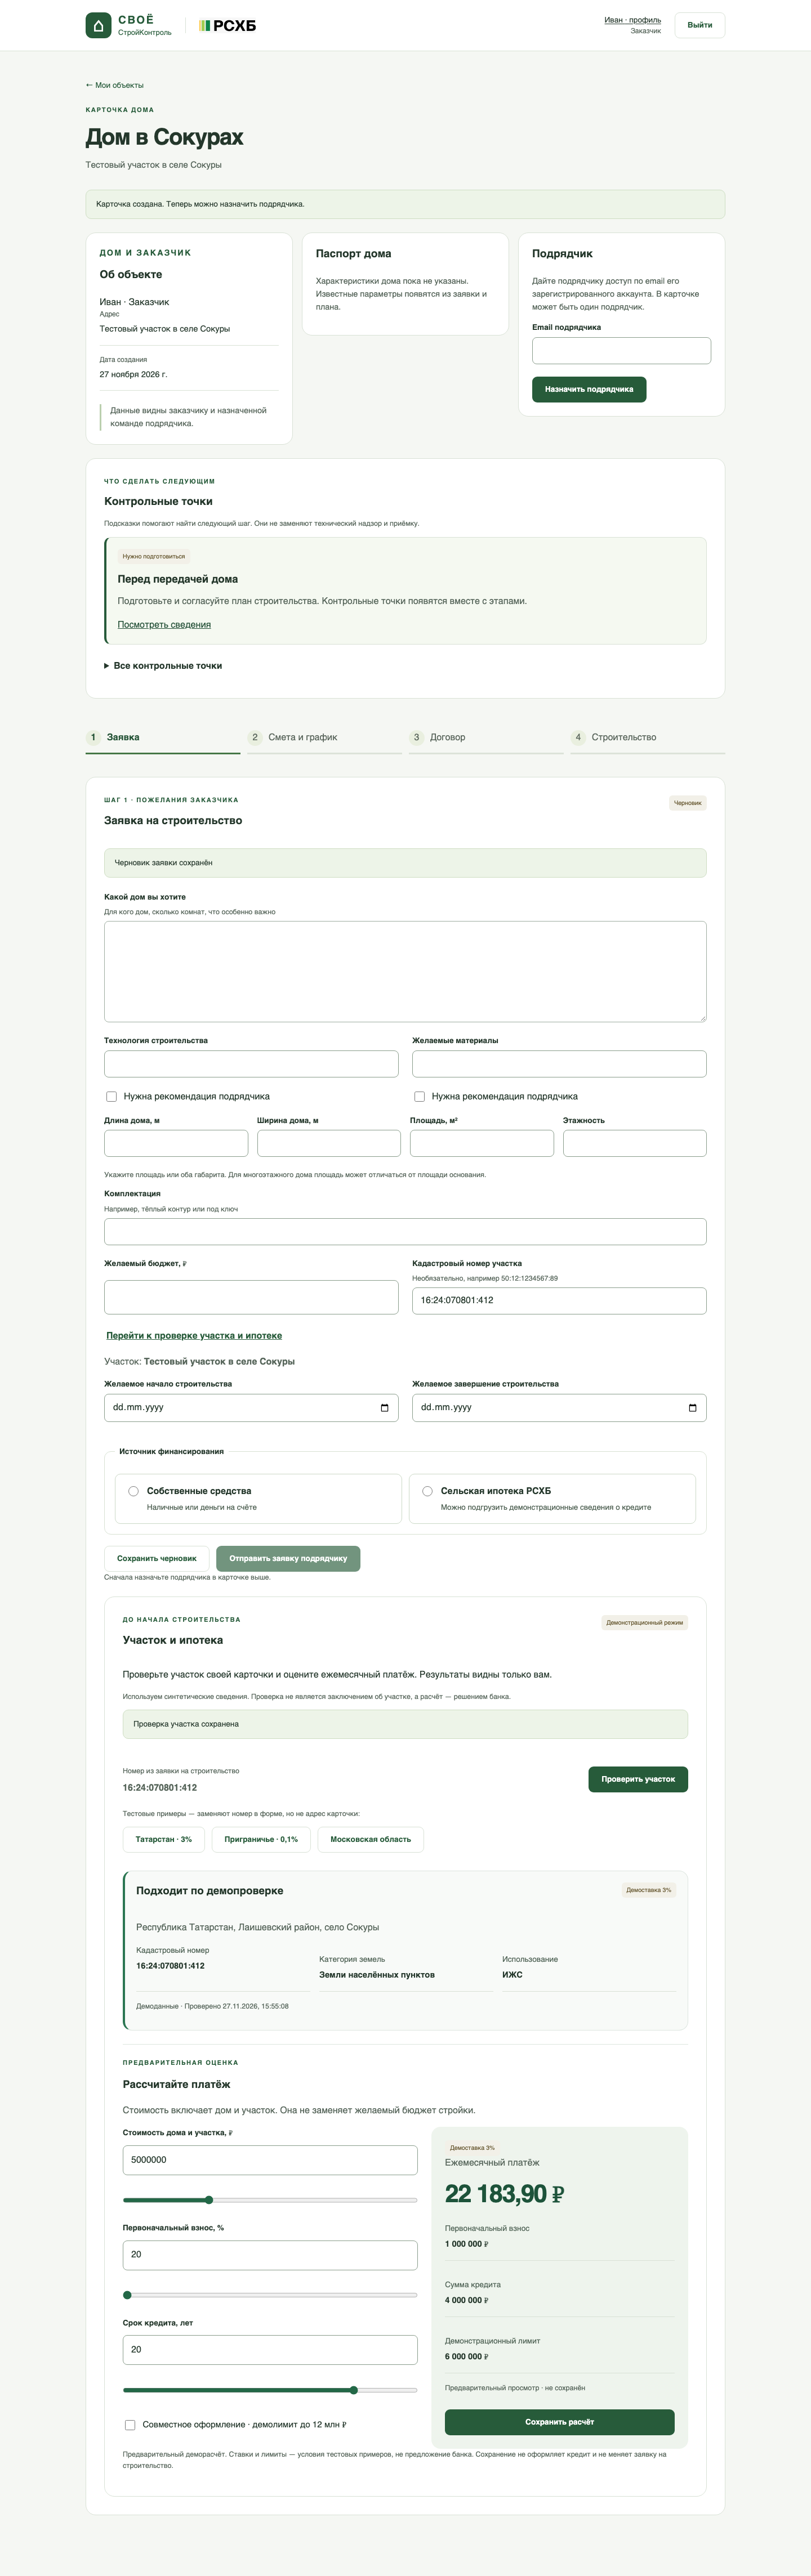 СВОЁ
СтройКонтроль
РСХБ
Иван · профиль
Заказчик
Выйти
← Мои объекты
КАРТОЧКА ДОМА
Дом в Сокурах
Тестовый участок в селе Сокуры
Карточка создана. Теперь можно назначить подрядчика.
ДОМ И ЗАКАЗЧИК
Об объекте
Иван · Заказчик
Адрес
Тестовый участок в селе Сокуры
Дата создания
27 ноября 2026 г.
Данные видны заказчику и назначенной
команде подрядчика.
Паспорт дома
Характеристики дома пока не указаны.
Известные параметры появятся из заявки и
плана.
Подрядчик
Дайте подрядчику доступ по email его
зарегистрированного аккаунта. В карточке
может быть один подрядчик.
Email подрядчика
Назначить подрядчика
ЧТО СДЕЛАТЬ СЛЕДУЮЩИМ
Контрольные точки
Подсказки помогают найти следующий шаг. Они не заменяют технический надзор и приёмку.
Нужно подготовиться
Перед передачей дома
Подготовьте и согласуйте план строительства. Контрольные точки появятся вместе с этапами.
Посмотреть сведения
Все контрольные точки
1 Заявка
2 Смета и график
3 Договор
4 Строительство
ШАГ 1 · ПОЖЕЛАНИЯ ЗАКАЗЧИКА
Черновик
Заявка на строительство
Черновик заявки сохранён
Какой дом вы хотите
Для кого дом, сколько комнат, что особенно важно
Технология строительства
Желаемые материалы
Нужна рекомендация подрядчика
Нужна рекомендация подрядчика
Длина дома, м
Ширина дома, м
Площадь, м²
Этажность
Укажите площадь или оба габарита. Для многоэтажного дома площадь может отличаться от площади основания.
Комплектация
Например, тёплый контур или под ключ
Желаемый бюджет, ₽
Кадастровый номер участка
Необязательно, например 50:12:1234567:89
16:24:070801:412
Перейти к проверке участка и ипотеке
Участок: Тестовый участок в селе Сокуры
Желаемое начало строительства
Желаемое завершение строительства
dd.mm.yyyy
dd.mm.yyyy
Источник финансирования
Собственные средства
Наличные или деньги на счёте
Сельская ипотека РСХБ
Можно подгрузить демонстрационные сведения о кредите
Сохранить черновик
Отправить заявку подрядчику
Сначала назначьте подрядчика в карточке выше.
ДО НАЧАЛА СТРОИТЕЛЬСТВА
Демонстрационный режим
Участок и ипотека
Проверьте участок своей карточки и оцените ежемесячный платёж. Результаты видны только вам.
Используем синтетические сведения. Проверка не является заключением об участке, а расчёт — решением банка.
Проверка участка сохранена
Номер из заявки на строительство
16:24:070801:412
Проверить участок
Тестовые примеры — заменяют номер в форме, но не адрес карточки:
Татарстан · 3%
Приграничье · 0,1%
Московская область
Подходит по демопроверке
Демоставка 3%
Республика Татарстан, Лаишевский район, село Сокуры
Кадастровый номер
16:24:070801:412
Категория земель
Земли населённых пунктов
Использование
ИЖС
Демоданные · Проверено 27.11.2026, 15:55:08
ПРЕДВАРИТЕЛЬНАЯ ОЦЕНКА
Рассчитайте платёж
Стоимость включает дом и участок. Она не заменяет желаемый бюджет стройки.
Стоимость дома и участка, ₽
5000000
Первоначальный взнос, %
20
Срок кредита, лет
20
Совместное оформление · демолимит до 12 млн ₽
Демоставка 3%
Ежемесячный платёж
22 183,90 ₽
Первоначальный взнос
1 000 000 ₽
Сумма кредита
4 000 000 ₽
Демонстрационный лимит
6 000 000 ₽
Предварительный просмотр · не сохранён
Сохранить расчёт
Предварительный деморасчёт. Ставки и лимиты — условия тестовых примеров, не предложение банка. Сохранение не оформляет кредит и не меняет заявку на
строительство.